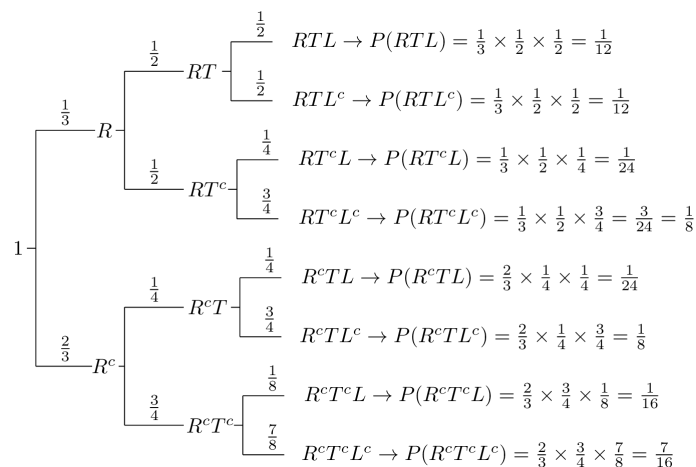 1/2
RTL → P(RTL) = 1/3 × 1/2 × 1/2 = 1/12
1/2
RT
1/2
RTL^c → P(RTL^c) = 1/3 × 1/2 × 1/2 = 1/12
1/3
R
1/4
RT^cL → P(RT^cL) = 1/3 × 1/2 × 1/4 = 1/24
1/2
RT^c
3/4
RT^cL^c → P(RT^cL^c) = 1/3 × 1/2 × 3/4 = 3/24 = 1/8
1
1/4
R^cTL → P(R^cTL) = 2/3 × 1/4 × 1/4 = 1/24
1/4
R^cT
3/4
R^cTL^c → P(R^cTL^c) = 2/3 × 1/4 × 3/4 = 1/8
2/3
R^c
1/8
R^cT^cL → P(R^cT^cL) = 2/3 × 3/4 × 1/8 = 1/16
3/4
R^cT^c
7/8
R^cT^cL^c → P(R^cT^cL^c) = 2/3 × 3/4 × 7/8 = 7/16